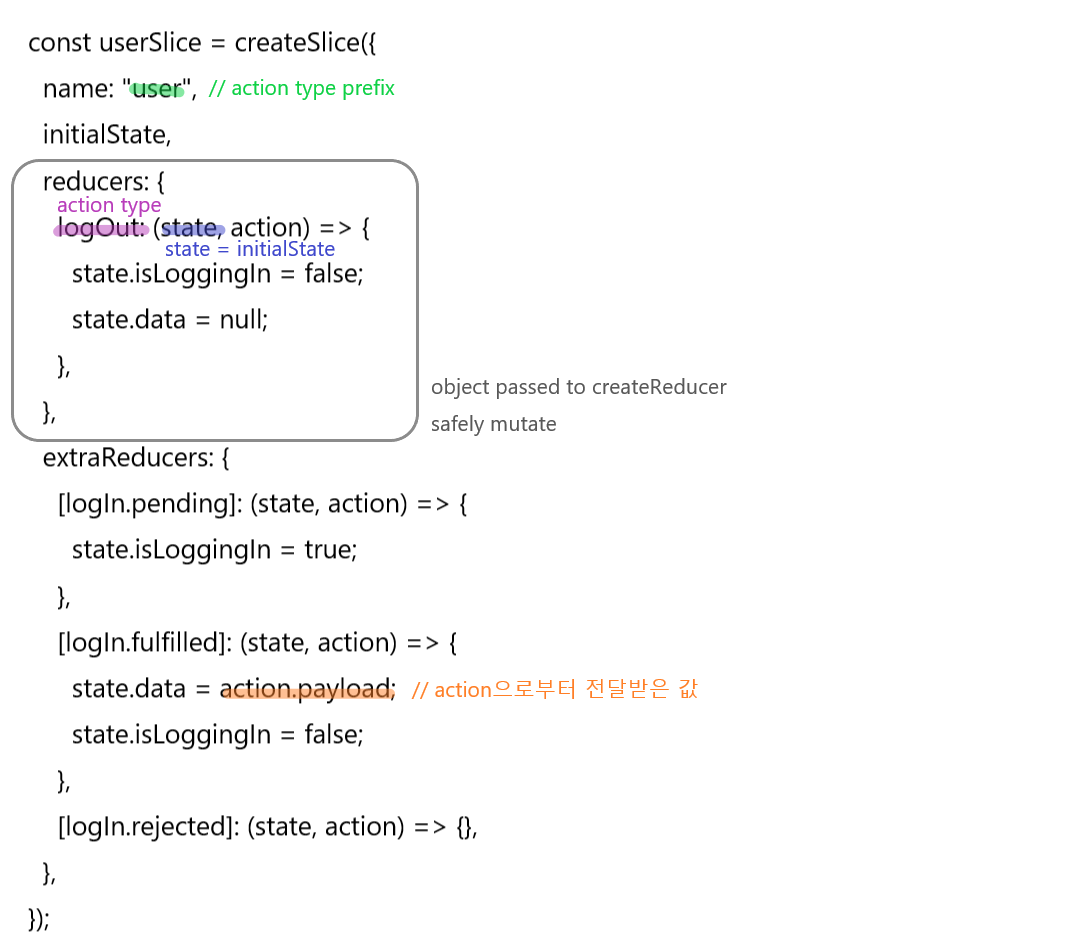 const userSlice = createSlice({
name: "user", // action type prefix
initialState,
reducers: {
action type
logOut: (state, action) => {
state = initialState
state.isLoggingIn = false;
state.data = null;
},
},
object passed to createReducer
safely mutate
extraReducers: {
[logIn.pending]: (state, action) => {
state.isLoggingIn = true;
},
[logIn.fulfilled]: (state, action) => {
state.data = action.payload; // action으로부터 전달받은 값
state.isLoggingIn = false;
},
[logIn.rejected]: (state, action) => {},
},
});